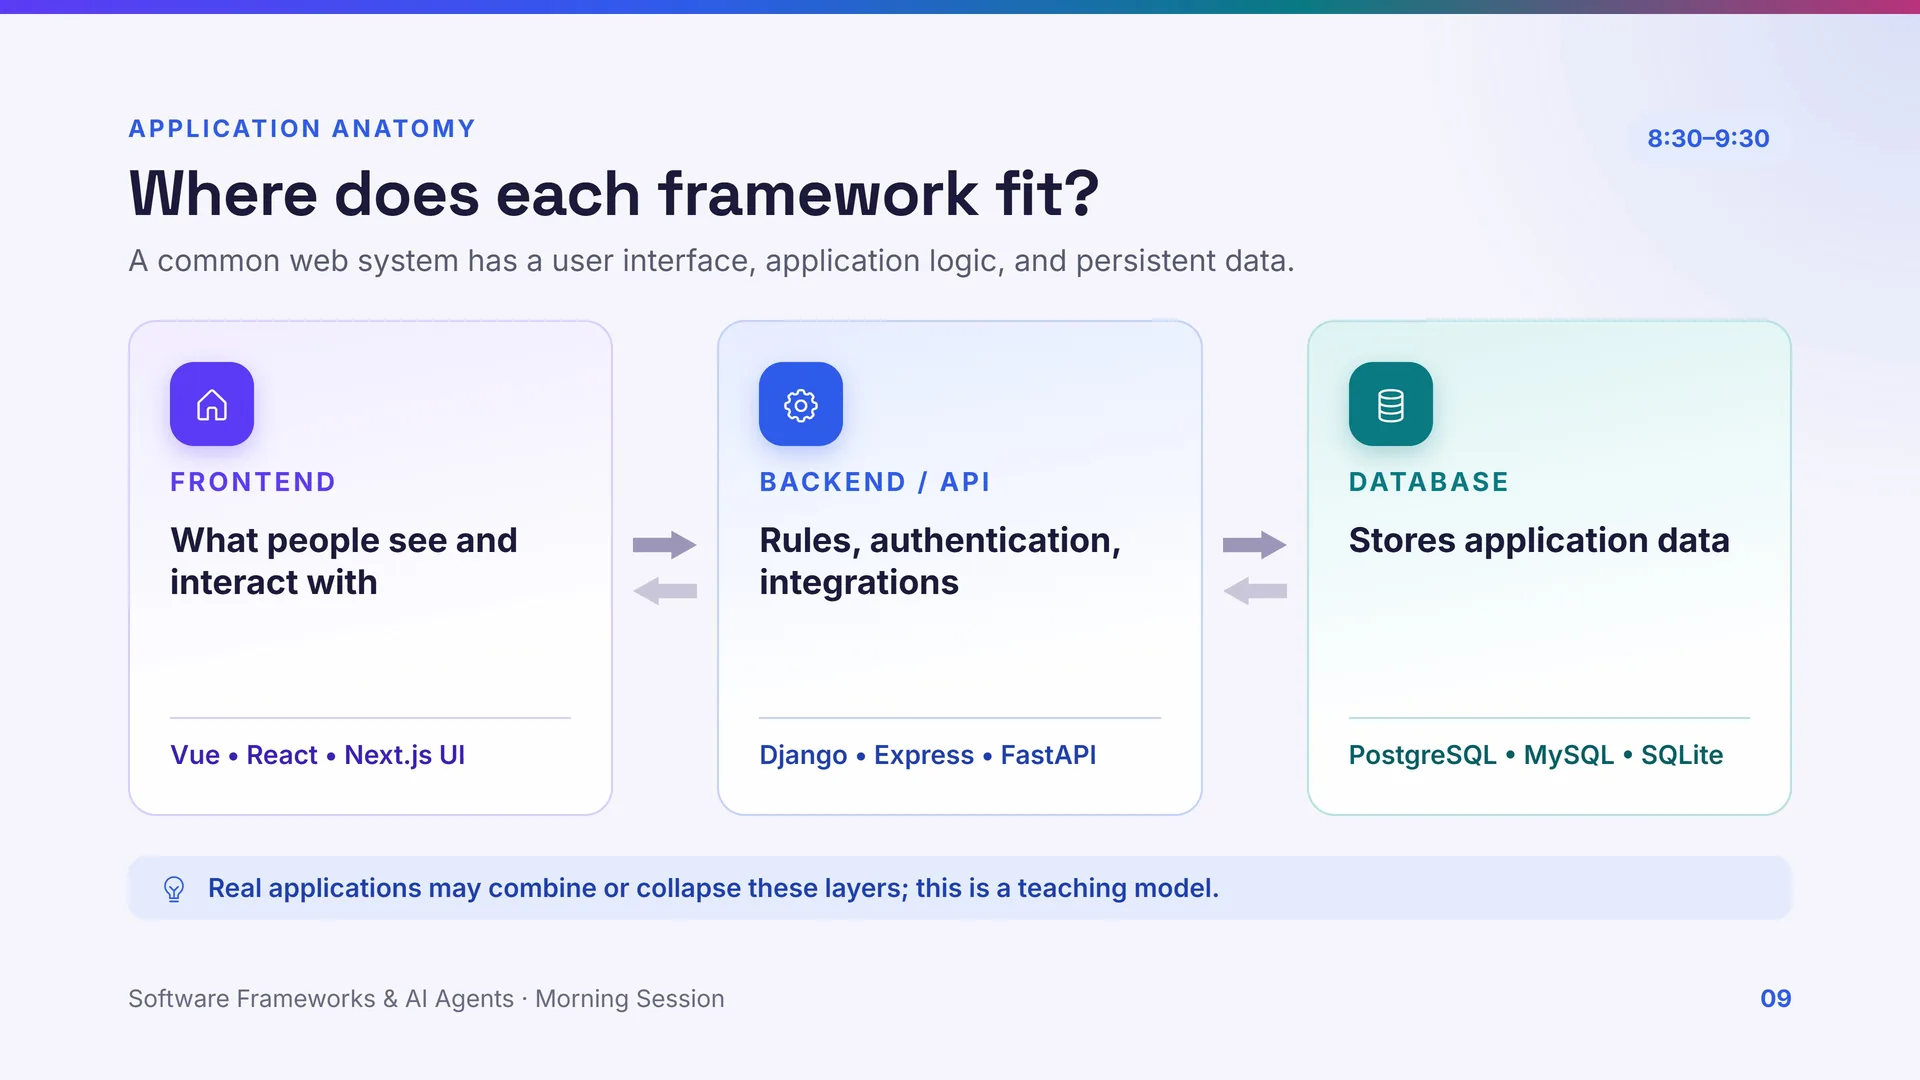 APPLICATION ANATOMY
8:30–9:30
Where does each framework fit?
A common web system has a user interface, application logic, and persistent data.
FRONTEND
What people see and
interact with
Vue • React • Next.js UI
BACKEND / API
Rules, authentication,
integrations
Django • Express • FastAPI
DATABASE
Stores application data
PostgreSQL • MySQL • SQLite
Real applications may combine or collapse these layers; this is a teaching model.
Software Frameworks & AI Agents · Morning Session
09